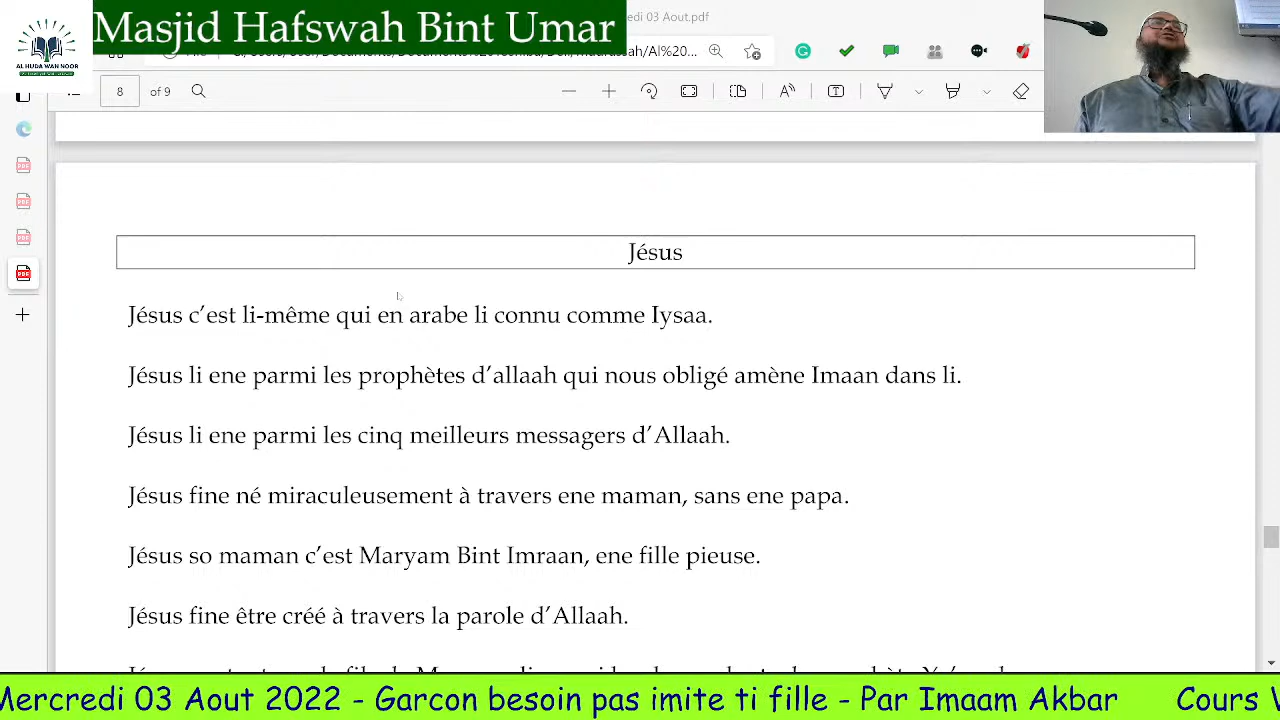 Masjid Hafswah Bint Umar
redi 03 Aout.pdf
AL HUDA WAN NOOR
8 of 9
Jésus
Jésus c’est li-même qui en arabe li connu comme Iysaa.
Jésus li ene parmi les prophètes d’allaah qui nous obligé amène Imaan dans li.
Jésus li ene parmi les cinq meilleurs messagers d’Allaah.
Jésus fine né miraculeusement à travers ene maman, sans ene papa.
Jésus so maman c’est Maryam Bint Imraan, ene fille pieuse.
Jésus fine être créé à travers la parole d’Allaah.
Mercredi 03 Aout 2022 - Garcon besoin pas imite ti fille - Par Imaam Akbar Cours